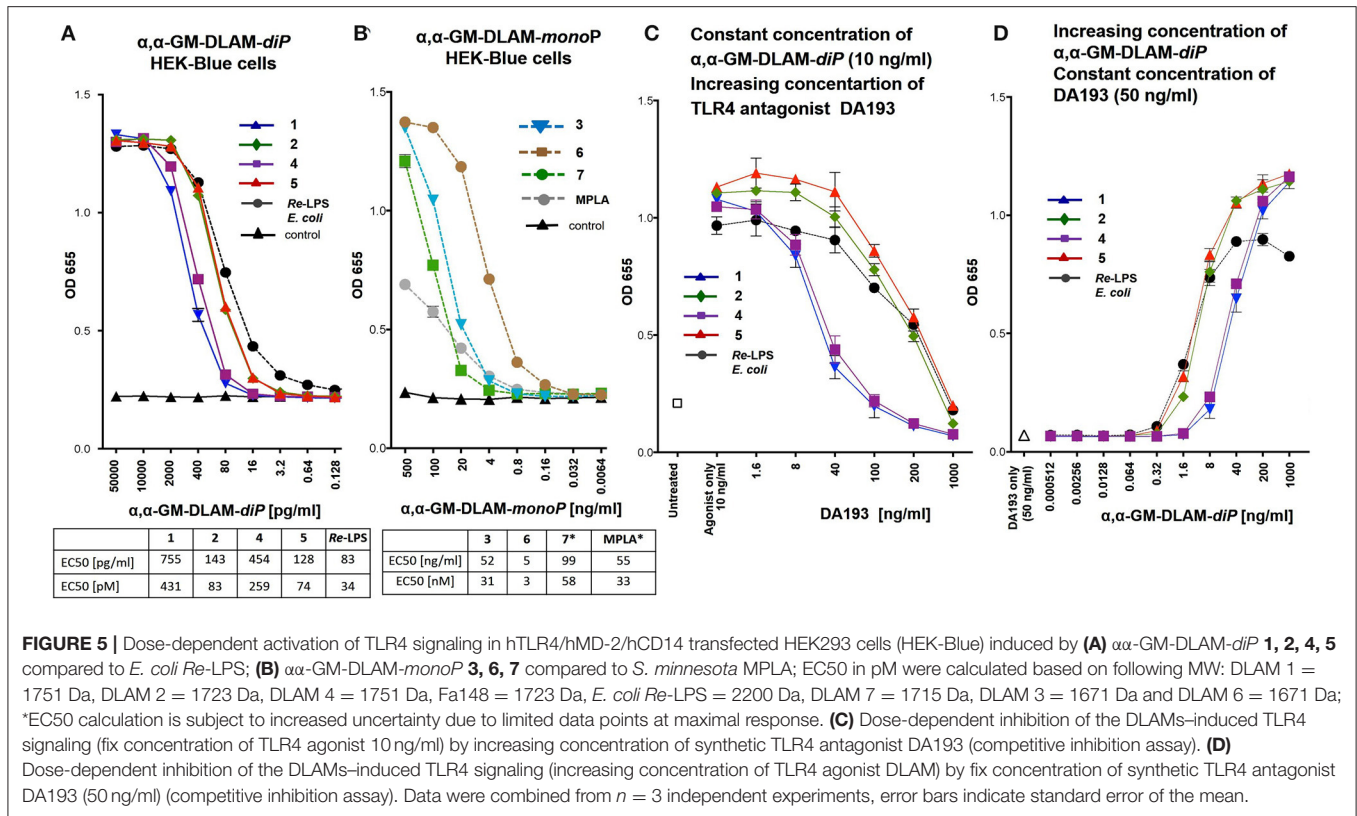 A
α,α-GM-DLAM-diP
HEK-Blue cells
OD 655
1.5
1.0
0.5
0.0
1
2
4
5
Re-LPS
E. coli
control
50000
10000
2000
400
80
16
3.2
0.64
0.128
α,α-GM-DLAM-diP [pg/ml]
1 2 4 5 Re-LPS
EC50 [pg/ml] 755 143 454 128 83
EC50 [pM] 431 83 259 74 34
B
α,α-GM-DLAM-monoP
HEK-Blue cells
OD 655
1.5
1.0
0.5
0.0
3
6
7
MPLA
control
500
100
20
4
0.8
0.16
0.032
0.0064
α,α-GM-DLAM-monoP [ng/ml]
3 6 7* MPLA*
EC50 [ng/ml] 52 5 99 55
EC50 [nM] 31 3 58 33
C
Constant concentration of
α,α-GM-DLAM-diP (10 ng/ml)
Increasing concentartion of
TLR4 antagonist DA193
OD 655
1.5
1.0
0.5
0.0
1
2
4
5
Re-LPS
E. coli
Untreated
Agonist only
10 ng/ml
1.6
8
40
100
200
1000
DA193 [ng/ml]
D
Increasing concentration of
α,α-GM-DLAM-diP
Constant concentration of
DA193 (50 ng/ml)
OD 655
1.5
1.0
0.5
0.0
1
2
4
5
Re-LPS
E. coli
DA193 only
(50 ng/ml)
0.000512
0.00256
0.0128
0.064
0.32
1.6
8
40
200
1000
α,α-GM-DLAM-diP [ng/ml]
FIGURE 5 | Dose-dependent activation of TLR4 signaling in hTLR4/hMD-2/hCD14 transfected HEK293 cells (HEK-Blue) induced by (A) αα-GM-DLAM-diP 1, 2, 4, 5
compared to E. coli Re-LPS; (B) αα-GM-DLAM-monoP 3, 6, 7 compared to S. minnesota MPLA; EC50 in pM were calculated based on following MW: DLAM 1 =
1751 Da, DLAM 2 = 1723 Da, DLAM 4 = 1751 Da, Fa148 = 1723 Da, E. coli Re-LPS = 2200 Da, DLAM 7 = 1715 Da, DLAM 3 = 1671 Da and DLAM 6 = 1671 Da;
*EC50 calculation is subject to increased uncertainty due to limited data points at maximal response. (C) Dose-dependent inhibition of the DLAMs–induced TLR4
signaling (fix concentration of TLR4 agonist 10 ng/ml) by increasing concentration of synthetic TLR4 antagonist DA193 (competitive inhibition assay). (D)
Dose-dependent inhibition of the DLAMs–induced TLR4 signaling (increasing concentration of TLR4 agonist DLAM) by fix concentration of synthetic TLR4 antagonist
DA193 (50 ng/ml) (competitive inhibition assay). Data were combined from n = 3 independent experiments, error bars indicate standard error of the mean.